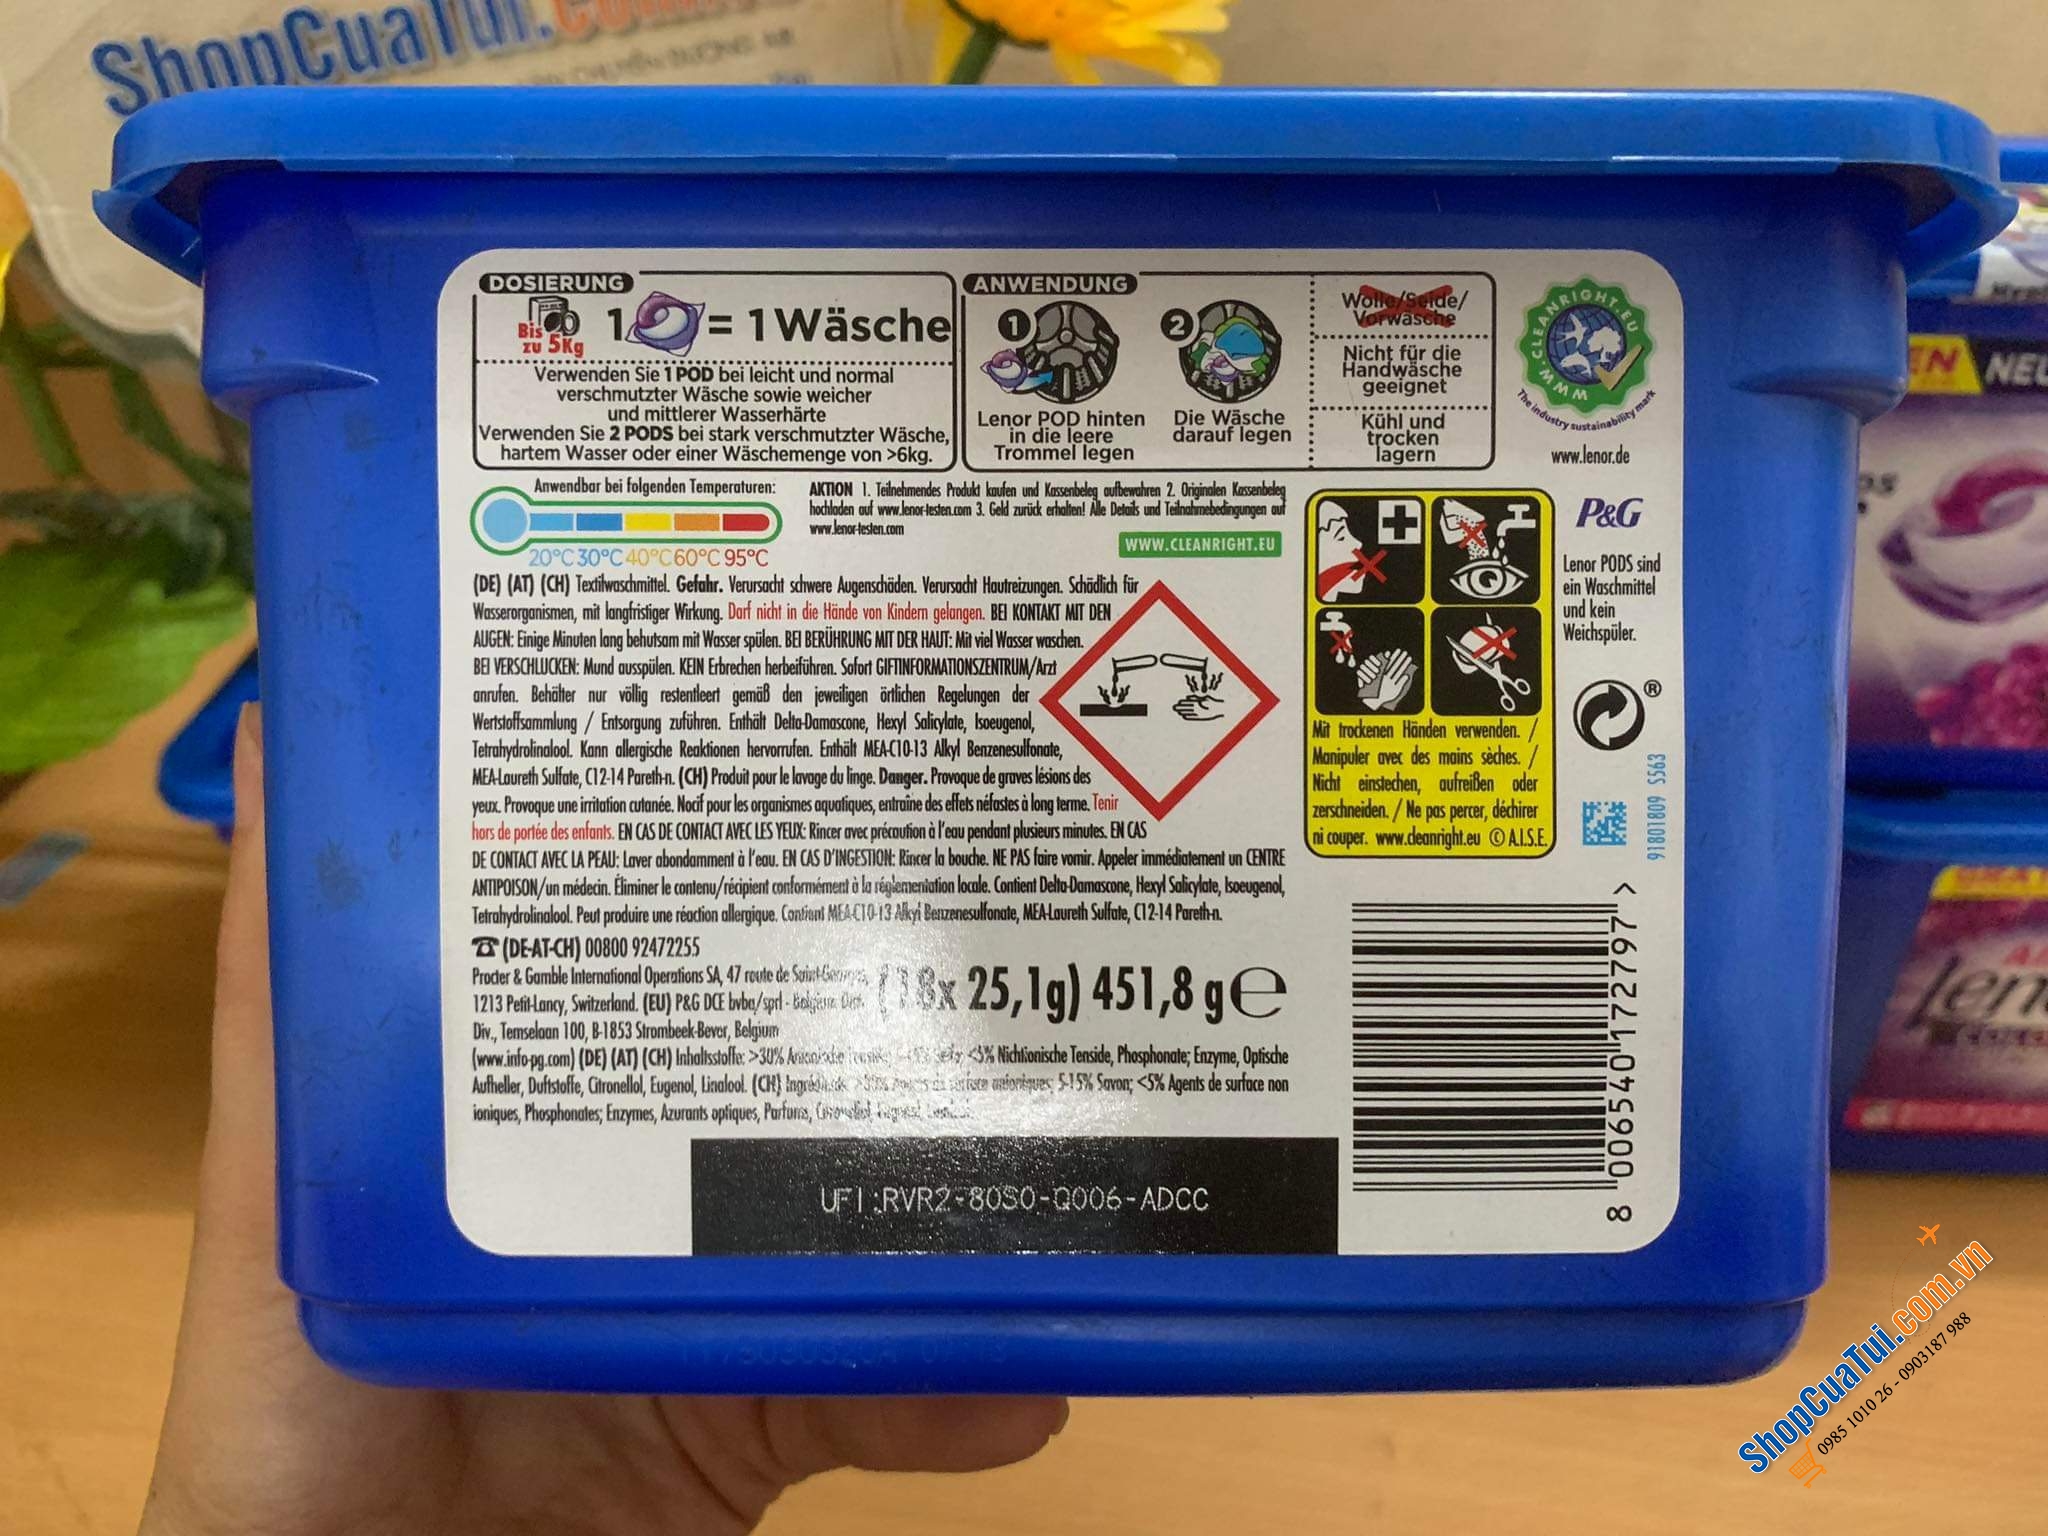 ShopCuaTui.com
DOSIERUNG
Bis
zu 5Kg
1 = 1 Wäsche
Verwenden Sie 1 POD bei leicht und normal
verschmutzter Wäsche sowie weicher
und mittlerer Wasserhärte
Verwenden Sie 2 PODS bei stark verschmutzter Wäsche,
hartem Wasser oder einer Wäschemenge von >6kg.
ANWENDUNG
1
Lenor POD hinten
in die leere
Trommel legen
2
Die Wäsche
darauf legen
Wolle/Seide/
Vorwäsche
Nicht für die
Handwäsche
geeignet
Kühl und
trocken
lagern
WWW.CLEANRIGHT.EU
The industry sustainability mark
www.lenor.de
Anwendbar bei folgenden Temperaturen:
20°C 30°C 40°C 60°C 95°C
AKTION 1. Teilnehmendes Produkt kaufen und Kassenbeleg aufbewahren 2. Originalen Kassenbeleg
hochladen auf www.lenor-testen.com 3. Geld zurück erhalten! Alle Details und Teilnahmebedingungen auf
www.lenor-testen.com
WWW.CLEANRIGHT.EU
(DE) (AT) (CH) Textilwaschmittel. Gefahr. Verursacht schwere Augenschäden. Verursacht Hautreizungen. Schädlich für
Wasserorganismen, mit langfristiger Wirkung. Darf nicht in die Hände von Kindern gelangen. BEI KONTAKT MIT DEN
AUGEN: Einige Minuten lang behutsam mit Wasser spülen. BEI BERÜHRUNG MIT DER HAUT: Mit viel Wasser waschen.
BEI VERSCHLUCKEN: Mund ausspülen. KEIN Erbrechen herbeiführen. Sofort GIFTINFORMATIONSZENTRUM/Arzt
anrufen. Behälter nur völlig restentleert gemäß den jeweiligen örtlichen Regelungen der
Wertstoffsammlung / Entsorgung zuführen. Enthält Delta-Damascone, Hexyl Salicylate, Isoeugenol,
Tetrahydrolinalool. Kann allergische Reaktionen hervorrufen. Enthält MEA-C10-13 Alkyl Benzenesulfonate,
MEA-Laureth Sulfate, C12-14 Pareth-n. (CH) Produit pour le lavage du linge. Danger. Provoque de graves lésions des
yeux. Provoque une irritation cutanée. Nocif pour les organismes aquatiques, entraîne des effets néfastes à long terme. Tenir
hors de portée des enfants. EN CAS DE CONTACT AVEC LES YEUX: Rincer avec précaution à l'eau pendant plusieurs minutes. EN CAS
DE CONTACT AVEC LA PEAU: Laver abondamment à l'eau. EN CAS D'INGESTION: Rincer la bouche. NE PAS faire vomir. Appeler immédiatement un CENTRE
ANTIPOISON/un médecin. Éliminer le contenu/récipient conformément à la réglementation locale. Contient Delta-Damascone, Hexyl Salicylate, Isoeugenol,
Tetrahydrolinalool. Peut produire une réaction allergique. Contient MEA-C10-13 Alkyl Benzenesulfonate, MEA-Laureth Sulfate, C12-14 Pareth-n.
(DE-AT-CH) 00800 92472255
Procter & Gamble International Operations SA, 47 route de Saint-Georges,
1213 Petit-Lancy, Switzerland. (EU) P&G DCE bvba/sprl - Belgium Dist.
Div., Temselaan 100, B-1853 Strombeek-Bever, Belgium
(18x 25,1g) 451,8 g e
(www.info-pg.com) (DE) (AT) (CH) Inhaltsstoffe: >30% Anionische <5% Nichtionische Tenside, Phosphonate; Enzyme, Optische
Aufheller, Duftstoffe, Citronellol, Eugenol, Linalool. (CH) Ingrédients: >30% Agents de surface anioniques; 5-15% Savon; <5% Agents de surface non
ioniques, Phosphonates; Enzymes, Azurants optiques, Parfums,
UFI:RVR2-80S0-Q006-ADCC
Mit trockenen Händen verwenden. /
Manipuler avec des mains sèches. /
Nicht einstechen, aufreißen oder
zerschneiden. / Ne pas percer, déchirer
ni couper. www.cleanright.eu © A.I.S.E.
P&G
Lenor PODS sind
ein Waschmittel
und kein
Weichspüler.
®
91801809 S563
8 006540 172797 >
NEU
ShopCuaTui.com.vn
0985 1010 26 - 0903187 988